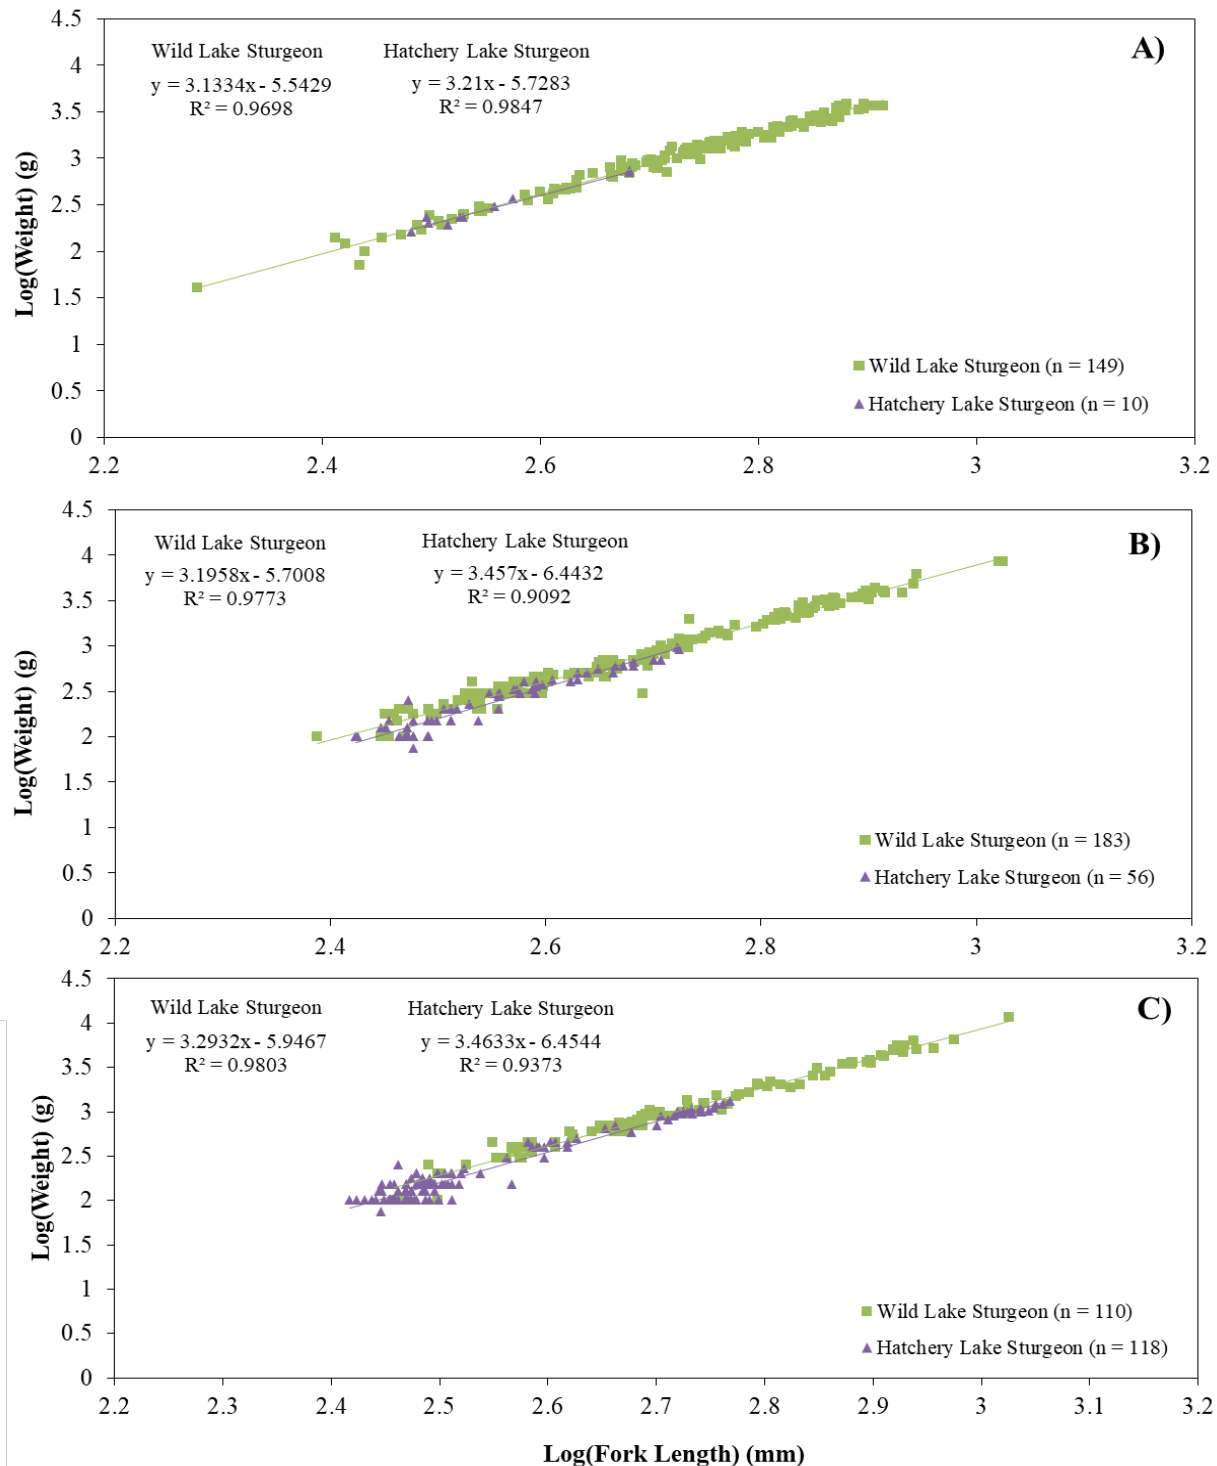 A)
Wild Lake Sturgeon
y = 3.1334x - 5.5429
R² = 0.9698
Hatchery Lake Sturgeon
y = 3.21x - 5.7283
R² = 0.9847
4.5
4
3.5
3
2.5
2
1.5
1
0.5
0
Log(Weight) (g)
Wild Lake Sturgeon (n = 149)
Hatchery Lake Sturgeon (n = 10)
2.2 2.4 2.6 2.8 3 3.2
B)
Wild Lake Sturgeon
y = 3.1958x - 5.7008
R² = 0.9773
Hatchery Lake Sturgeon
y = 3.457x - 6.4432
R² = 0.9092
4.5
4
3.5
3
2.5
2
1.5
1
0.5
0
Log(Weight) (g)
Wild Lake Sturgeon (n = 183)
Hatchery Lake Sturgeon (n = 56)
2.2 2.4 2.6 2.8 3 3.2
C)
Wild Lake Sturgeon
y = 3.2932x - 5.9467
R² = 0.9803
Hatchery Lake Sturgeon
y = 3.4633x - 6.4544
R² = 0.9373
4.5
4
3.5
3
2.5
2
1.5
1
0.5
0
Log(Weight) (g)
Wild Lake Sturgeon (n = 110)
Hatchery Lake Sturgeon (n = 118)
2.2 2.3 2.4 2.5 2.6 2.7 2.8 2.9 3 3.1 3.2
Log(Fork Length) (mm)